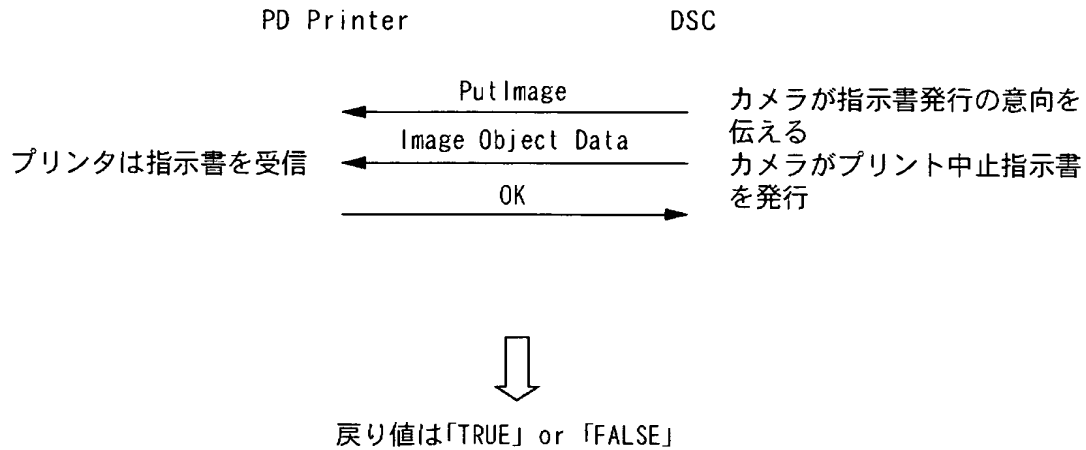 PD Printer DSC
PutImage
カメラが指示書発行の意向を
伝える
Image Object Data
プリンタは指示書を受信
カメラがプリント中止指示書
を発行
OK
戻り値は「TRUE」 or 「FALSE」